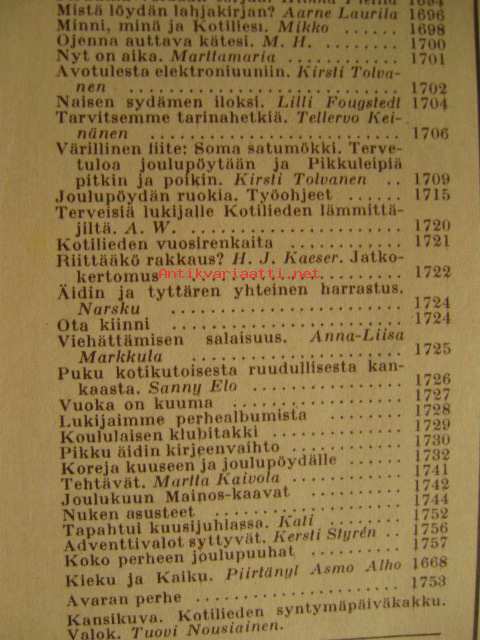 1694
Mistä löydän lahjakirjan? Aarne Laurila 1696
Minni, minä ja Kotiliesi. Mikko ...... 1698
Ojenna auttava kätesi. M. H. ........ 1700
Nyt on aika. Marttamaria ............ 1701
Avotulesta elektroniuuniin. Kirsti Tolva-
nen ........................ 1702
Naisen sydämen iloksi. Lilli Fougstedt 1704
Tarvitsemme tarinahetkiä. Tellervo Kei-
nänen ...................... 1706
Värillinen liite: Soma satumökki. Terve-
tuloa joulupöytään ja Pikkuleipiä
pitkin ja poikin. Kirsti Tolvanen .. 1709
Joulupöydän ruokia. Työohjeet ...... 1715
Terveisiä lukijalle Kotilieden lämmittä-
jiltä. A. W. ...................... 1720
Kotilieden vuosirenkaita ............ 1721
Riittääkö rakkaus? H. J. Kaeser. Jatko-
kertomus ...................... 1722
Antikvariaatti.net
Äidin ja tyttären yhteinen harrastus.
Narsku ...................... 1724
Ota kiinni ...................... 1724
Viehättämisen salaisuus. Anna-Liisa
Markkula .................... 1725
Puku kotikutoisesta ruudullisesta kan-
kaasta. Sanny Elo .............. 1726
Vuoka on kuuma ................ 1727
Lukijaimme perhealbumista ........ 1728
Koululaisen klubitakki ............ 1729
Pikku äidin kirjeenvaihto .......... 1730
Koreja kuuseen ja joulupöydälle ...... 1732
Tehtävät. Martta Kaivola .......... 1741
Joulukuun Mainos-kaavat .......... 1742
Nuken asusteet .................. 1744
Tapahtui kuusijuhlassa. Kati ........ 1752
Adventtivalot syttyvät. Kersti Styrén .. 1756
Koko perheen joulupuuhat .......... 1757
Kieku ja Kaiku. Piirtänyt Asmo Alho 1668
Avaran perhe .................... 1753
Kansikuva. Kotilieden syntymäpäiväkakku.
Valok. Tuovi Nousiainen.